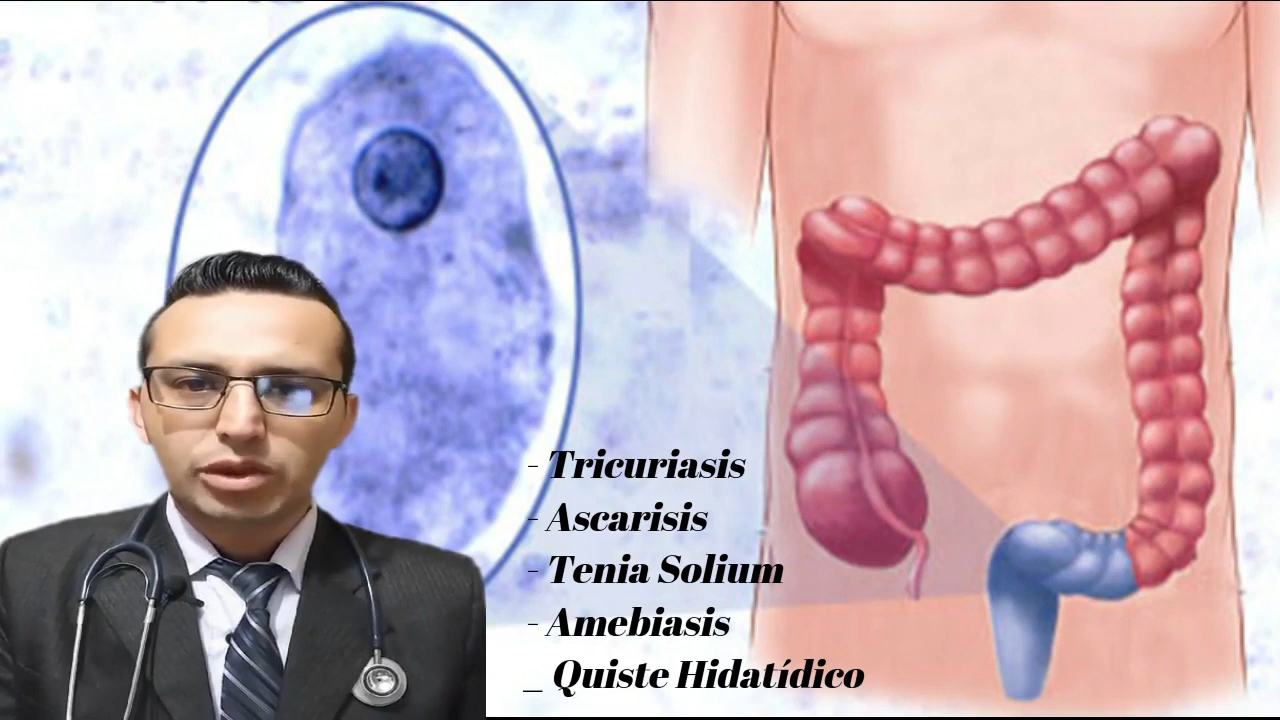 - Tricuriasis
- Ascarisis
- Tenia Solium
- Amebiasis
_ Quiste Hidatídico